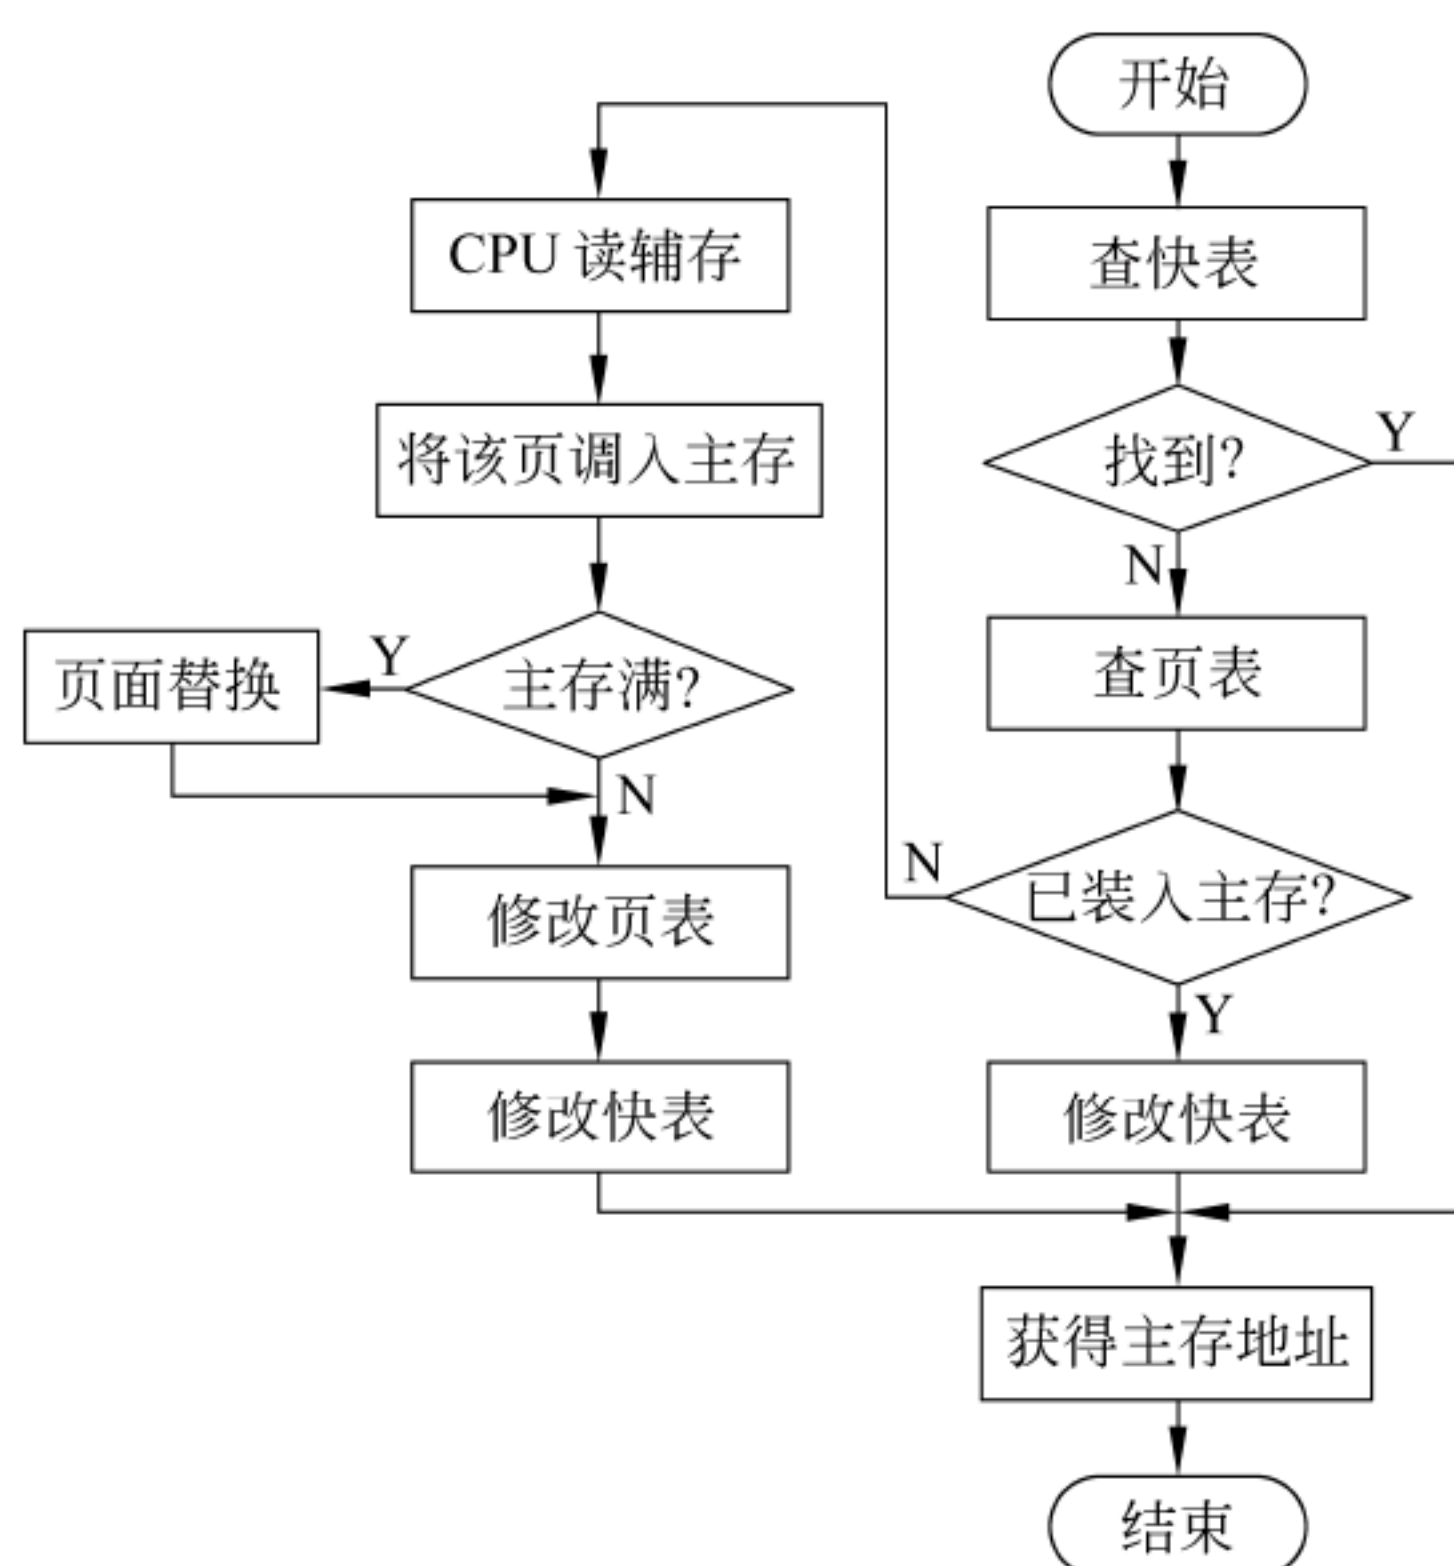 开始
查快表
找到?
Y
N
查页表
已装入主存?
N
Y
修改快表
CPU 读辅存
将该页调入主存
主存满?
Y
页面替换
N
修改页表
修改快表
获得主存地址
结束